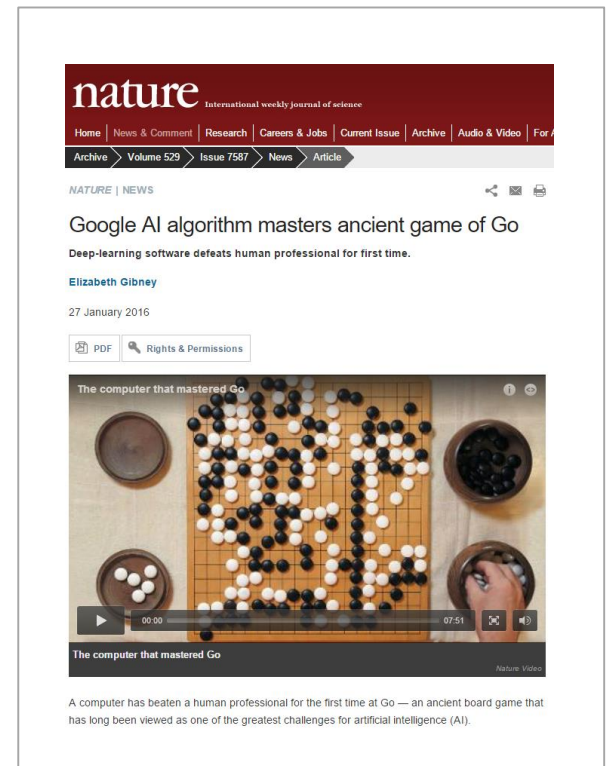 nature International weekly journal of science
Home News & Comment Research Careers & Jobs Current Issue Archive Audio & Video For
Archive Volume 529 Issue 7587 News Article
NATURE | NEWS
Google AI algorithm masters ancient game of Go
Deep-learning software defeats human professional for first time.
Elizabeth Gibney
27 January 2016
PDF Rights & Permissions
The computer that mastered Go
00:00 07:51
The computer that mastered Go
Nature Video
A computer has beaten a human professional for the first time at Go — an ancient board game that
has long been viewed as one of the greatest challenges for artificial intelligence (AI).